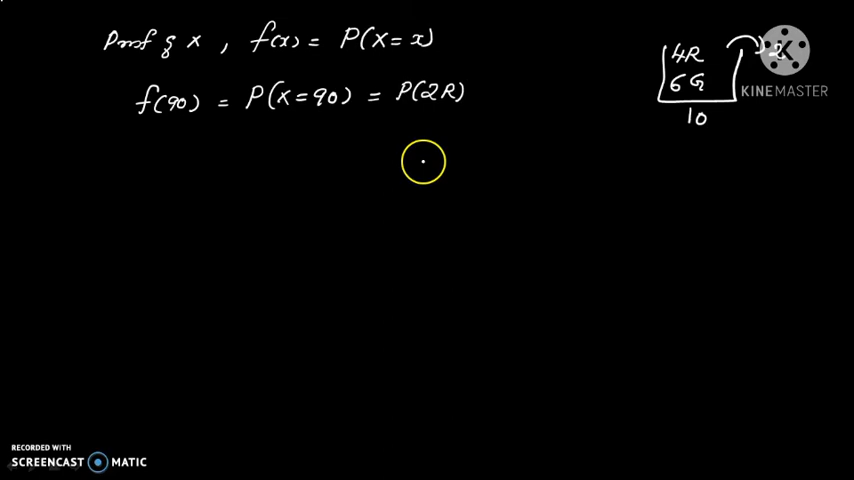 Pmf of X, f(x) = P(X = x)
f(90) = P(X = 90) = P(2R)
4R
6G
10
2
KINEMASTER
RECORDED WITH
SCREENCAST MATIC